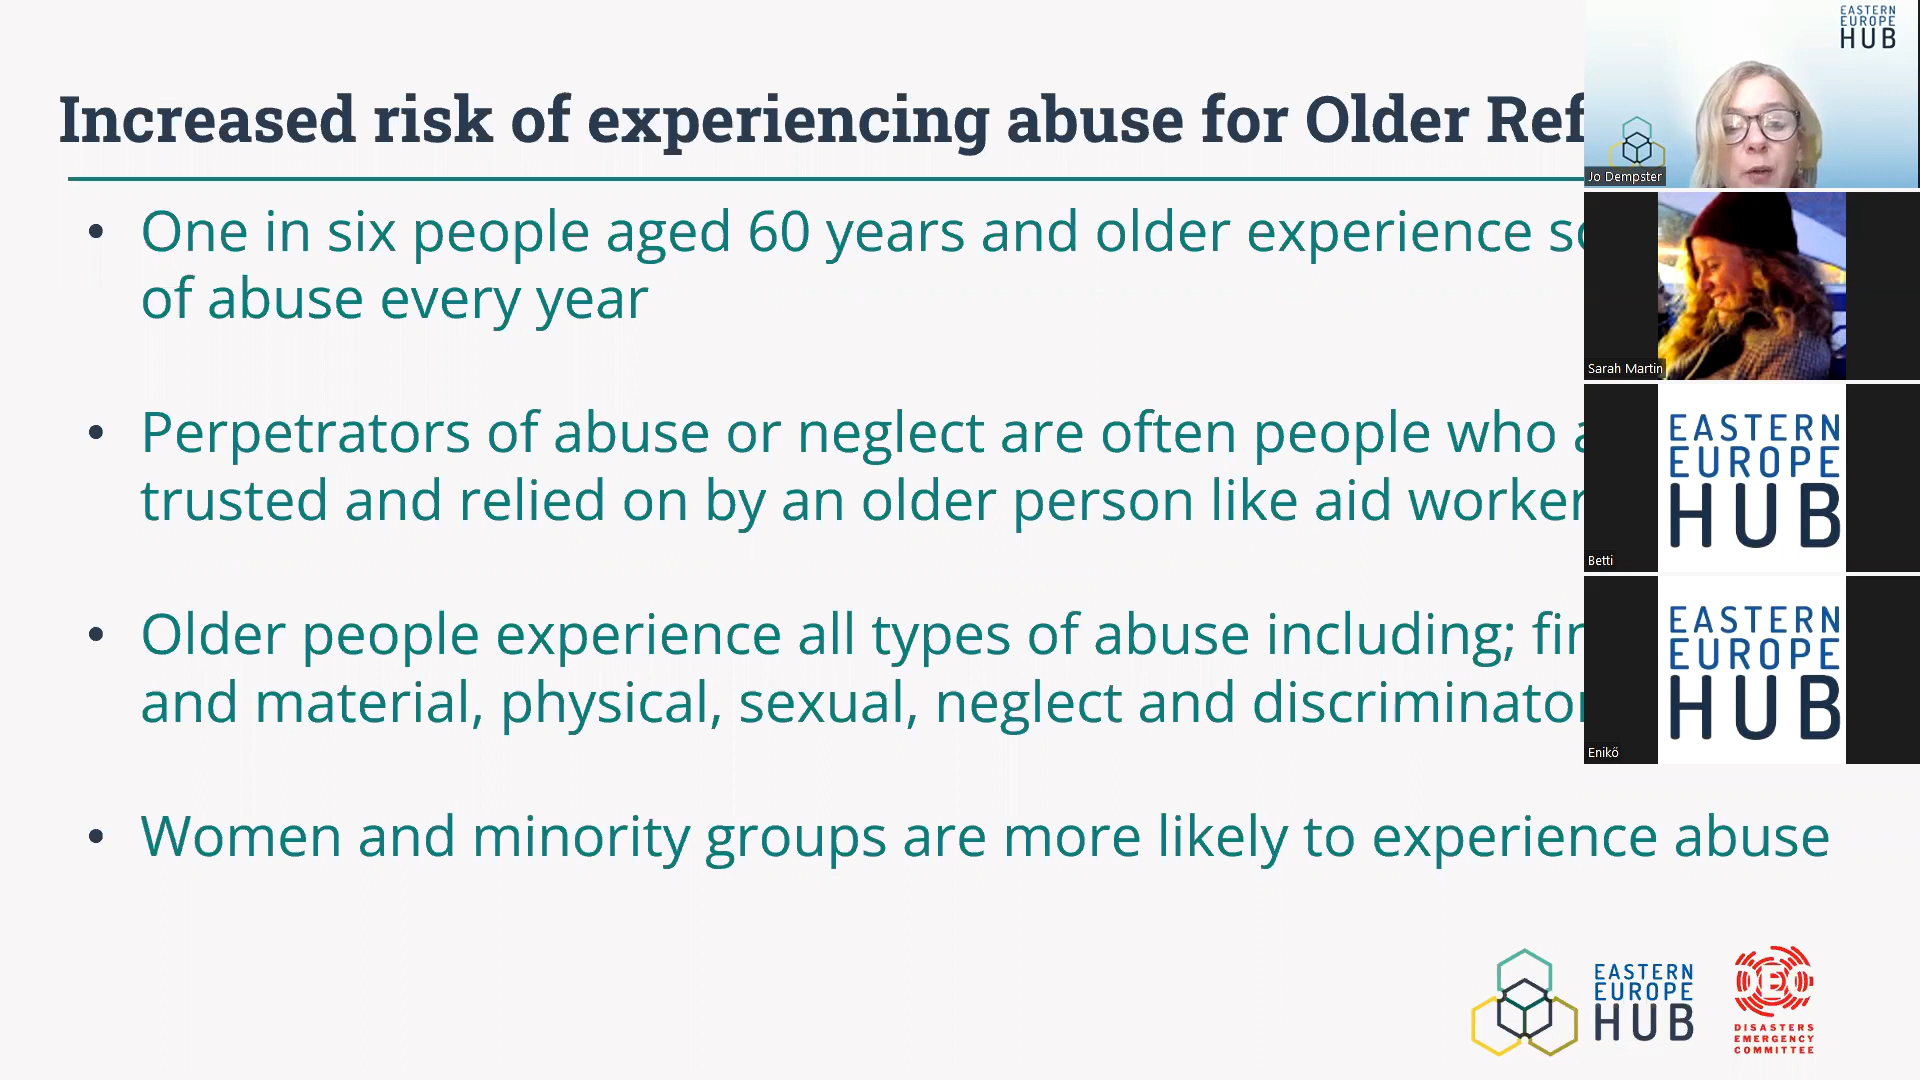 Increased risk of experiencing abuse for Older
One in six people aged 60 years and older experience
of abuse every year
Perpetrators of abuse or neglect are often people who
trusted and relied on by an older person like aid
Older people experience all types of abuse including;
and material, physical, sexual, neglect and
Women and minority groups are more likely to experience abuse
EASTERN
EUROPE
HUB
Jo Dempster
Sarah Martin
EASTERN
EUROPE
HUB
Betti
EASTERN
EUROPE
HUB
Enikő
EASTERN
EUROPE
HUB
DEC
DISASTERS
EMERGENCY
COMMITTEE